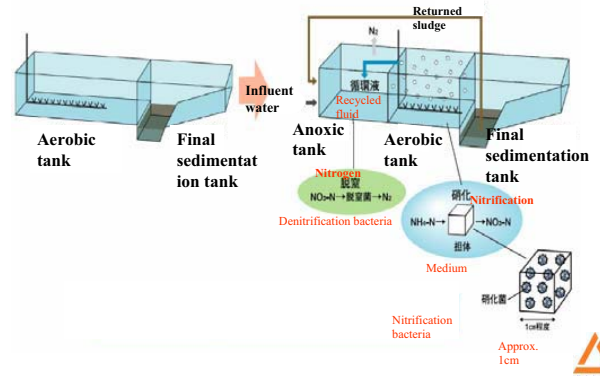 Returned
sludge
N₂
循環液
Recycled
fluid
Influent
water
Aerobic
tank
Final
sedimentat
ion tank
Anoxic
tank
Aerobic
tank
Final
sedimentation
tank
Nitrogen
脱窒
NO₃-N→脱窒菌→N₂
Denitrification bacteria
硝化
Nitrification
NH₄-N→
→NO₃-N
担体
Medium
硝化菌
Nitrification
bacteria
1㎝程度
Approx.
1cm